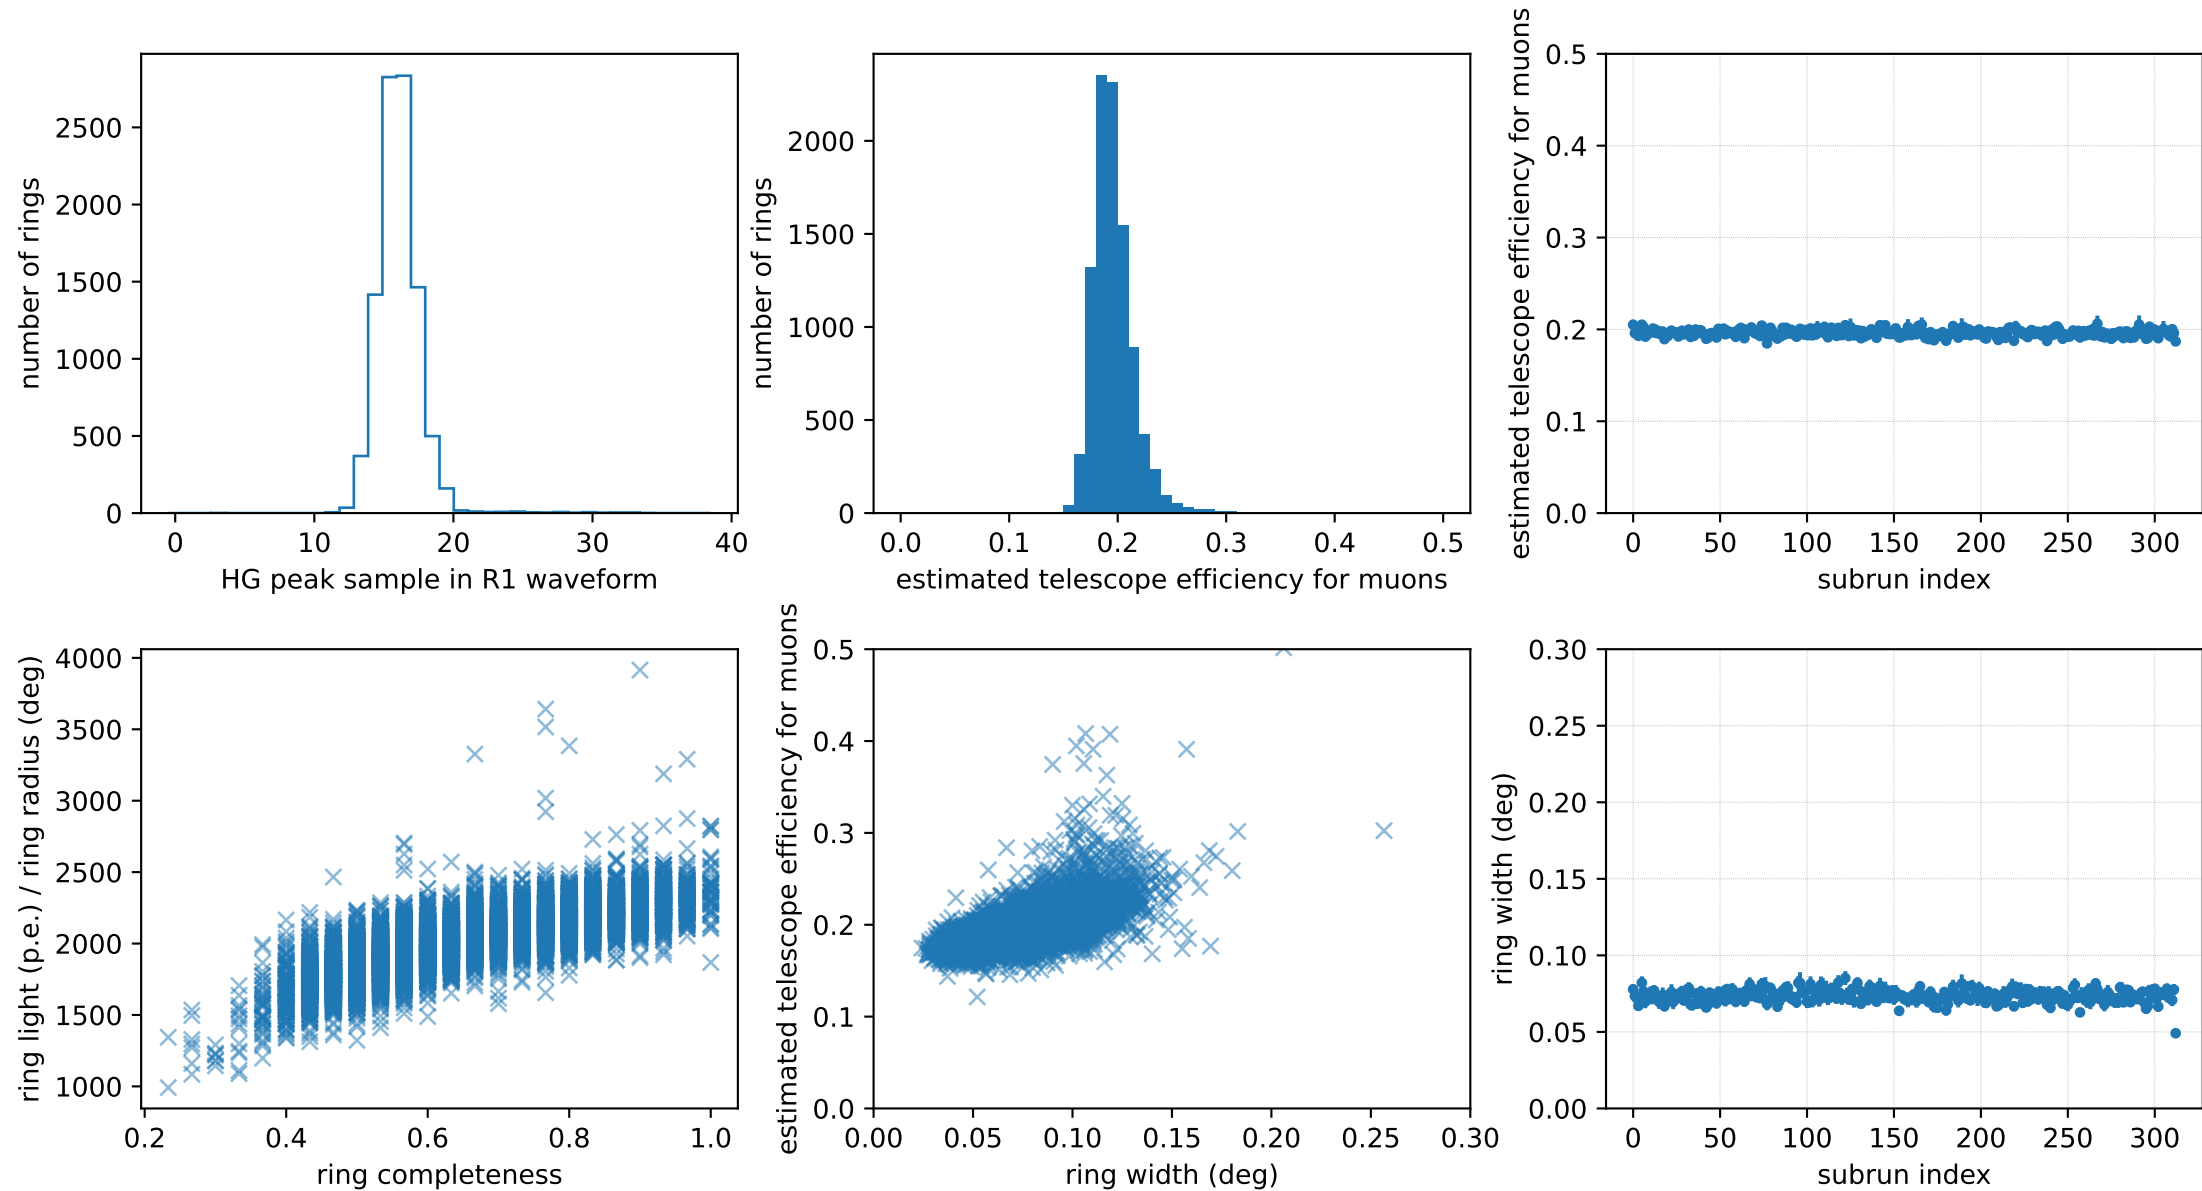 number of rings
2500
2000
1500
1000
500
0
0 10 20 30 40
HG peak sample in R1 waveform
number of rings
2000
1500
1000
500
0
0.0 0.1 0.2 0.3 0.4 0.5
estimated telescope efficiency for muons
estimated telescope efficiency for muons
0.5
0.4
0.3
0.2
0.1
0.0
0 50 100 150 200 250 300
subrun index
ring light (p.e.) / ring radius (deg)
4000
3500
3000
2500
2000
1500
1000
0.2 0.4 0.6 0.8 1.0
ring completeness
estimated telescope efficiency for muons
0.5
0.4
0.3
0.2
0.1
0.0
0.00 0.05 0.10 0.15 0.20 0.25 0.30
ring width (deg)
ring width (deg)
0.30
0.25
0.20
0.15
0.10
0.05
0.00
0 50 100 150 200 250 300
subrun index